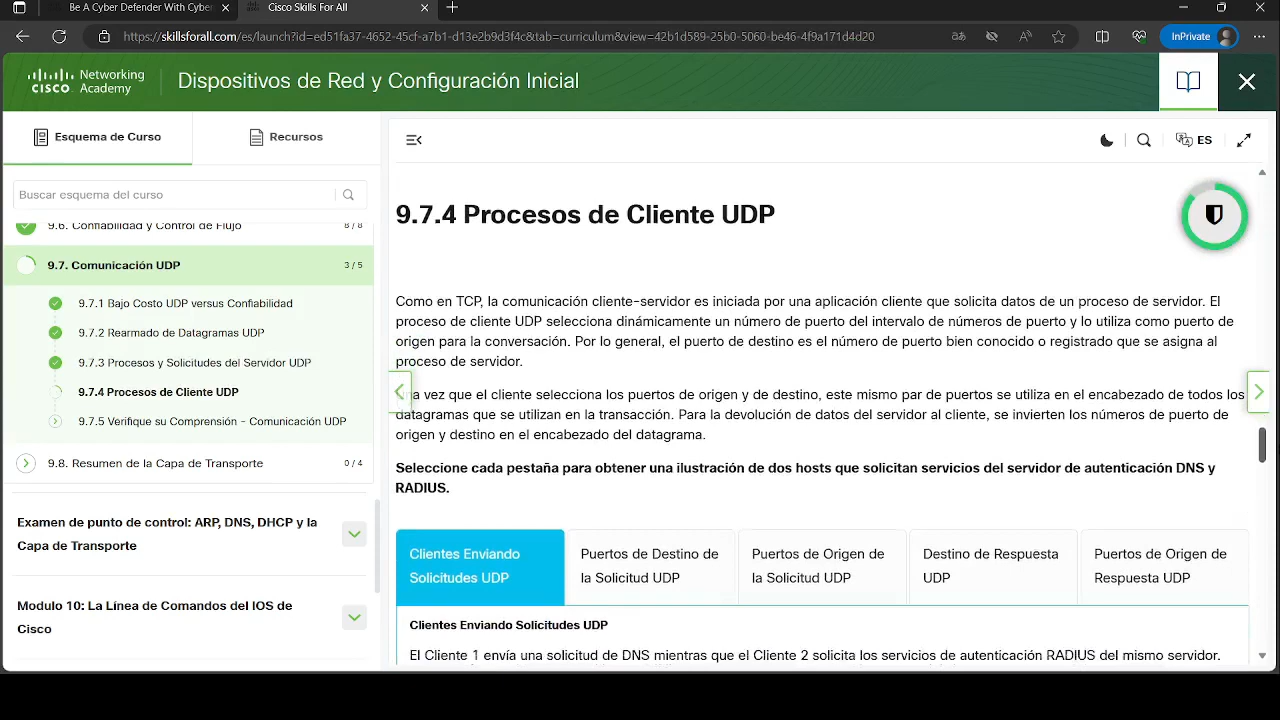 Be A Cyber Defender With Cyber
Cisco Skills For All
https://skillsforall.com/es/launch?id=ed51fa37-4652-45cf-a7b1-d13e2b9d3f4c8&tab=curriculum&view=42b1d589-25b0-5060-be46-4f9a171d4d20
InPrivate
Networking
CISCO Academy
Dispositivos de Red y Configuración Inicial
Esquema de Curso
Recursos
ES
Buscar esquema del curso
9.6. Confiabilidad y Control de Flujo
8 / 8
9.7. Comunicación UDP
3 / 5
9.7.1 Bajo Costo UDP versus Confiabilidad
9.7.2 Rearmado de Datagramas UDP
9.7.3 Procesos y Solicitudes del Servidor UDP
9.7.4 Procesos de Cliente UDP
9.7.5 Verifique su Comprensión - Comunicación UDP
9.8. Resumen de la Capa de Transporte
0 / 4
Examen de punto de control: ARP, DNS, DHCP y la
Capa de Transporte
Modulo 10: La Línea de Comandos del IOS de
Cisco
9.7.4 Procesos de Cliente UDP
Como en TCP, la comunicación cliente-servidor es iniciada por una aplicación cliente que solicita datos de un proceso de servidor. El
proceso de cliente UDP selecciona dinámicamente un número de puerto del intervalo de números de puerto y lo utiliza como puerto de
origen para la conversación. Por lo general, el puerto de destino es el número de puerto bien conocido o registrado que se asigna al
proceso de servidor.
na vez que el cliente selecciona los puertos de origen y de destino, este mismo par de puertos se utiliza en el encabezado de todos los
datagramas que se utilizan en la transacción. Para la devolución de datos del servidor al cliente, se invierten los números de puerto de
origen y destino en el encabezado del datagrama.
Seleccione cada pestaña para obtener una ilustración de dos hosts que solicitan servicios del servidor de autenticación DNS y
RADIUS.
Clientes Enviando
Solicitudes UDP
Puertos de Destino de
la Solicitud UDP
Puertos de Origen de
la Solicitud UDP
Destino de Respuesta
UDP
Puertos de Origen de
Respuesta UDP
Clientes Enviando Solicitudes UDP
El Cliente 1 envía una solicitud de DNS mientras que el Cliente 2 solicita los servicios de autenticación RADIUS del mismo servidor.